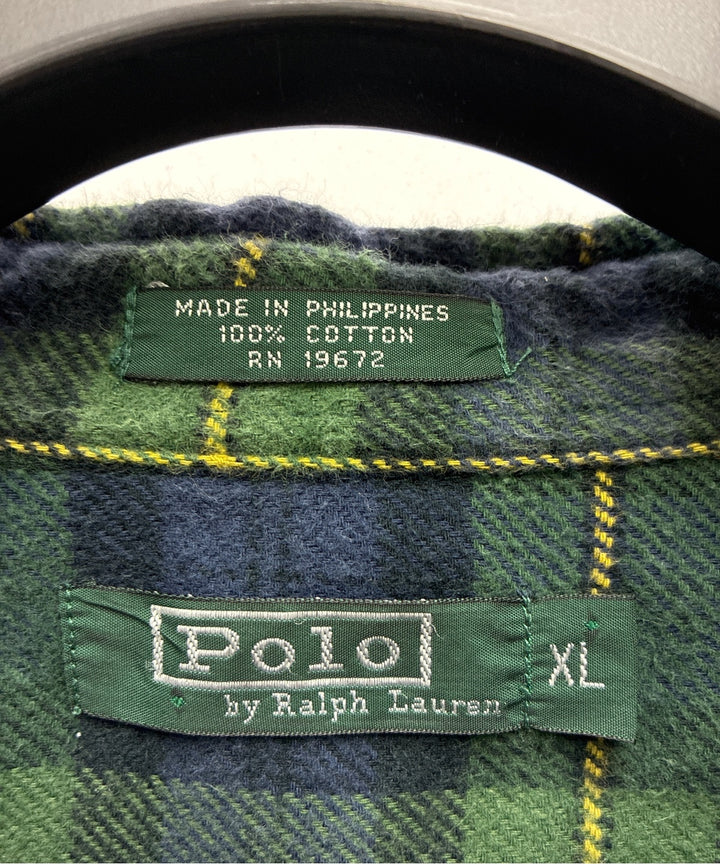 MADE IN PHILIPPINES
100% COTTON
RN 19672
Polo
by Ralph Lauren
XL